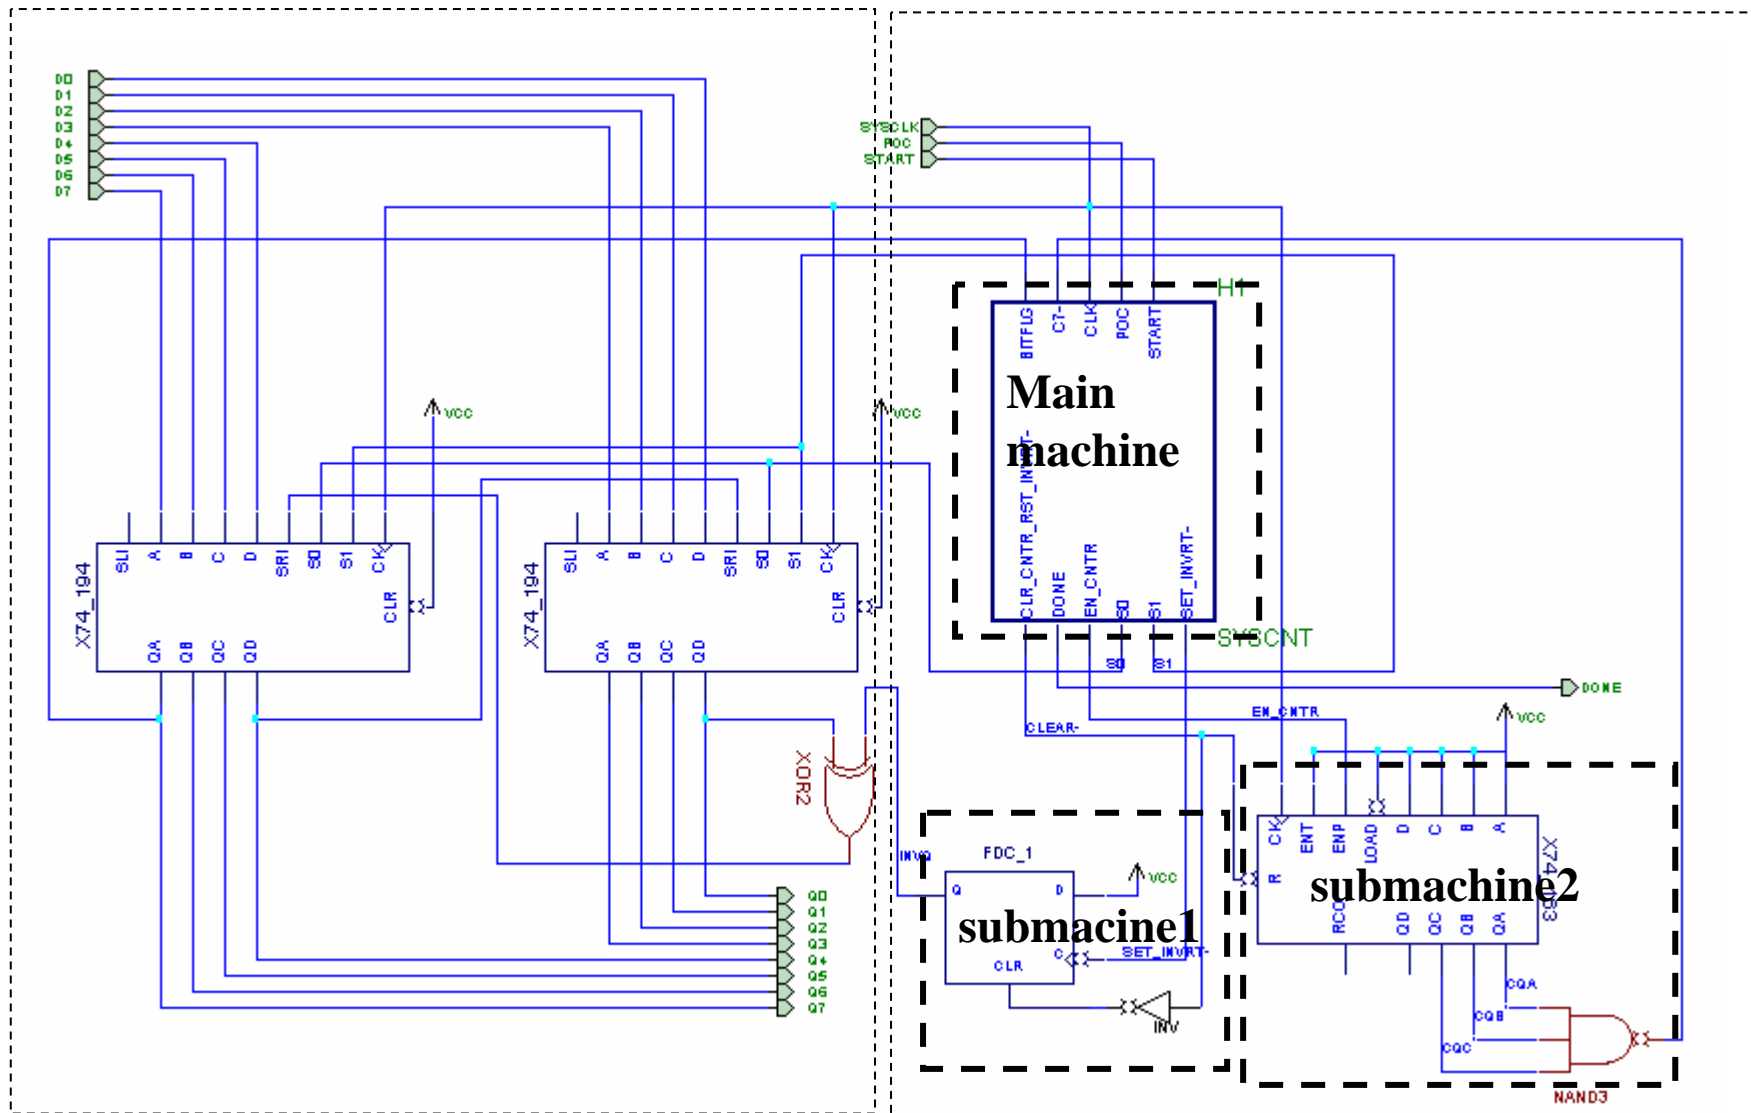 D0
D1
D2
D3
D4
D5
D6
D7
SYSCLK
POC
START
H1
BITFLG
C7-
CLK
POC
START
Main
machine
CLR_CNTR_RST_INVRT-
DONE
EN_CNTR
S0
S1
SET_INVRT-
SYSCNT
VCC
VCC
X74_194
SLI
A
B
C
D
SRI
S0
S1
CK
CLR
QA
QB
QC
QD
X74_194
SLI
A
B
C
D
SRI
S0
S1
CK
CLR
QA
QB
QC
QD
S0
S1
DONE
EN_CNTR
VCC
CLEAR-
XOR2
INVQ
FDC_1
Q
D
VCC
submacine1
C
SET_INVRT-
CLR
INV
CK
ENT
ENP
LOAD
D
C
B
A
R
submachine2
RCO
QD
QC
QB
QA
CQA
CQB
CQC
NAND3
Q0
Q1
Q2
Q3
Q4
Q5
Q6
Q7